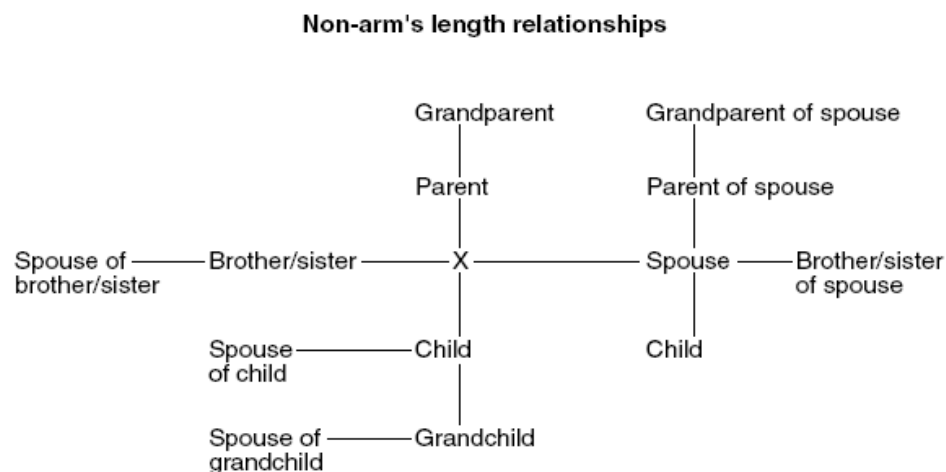 Non-arm's length relationships
Grandparent
Grandparent of spouse
Parent
Parent of spouse
Spouse of
brother/sister
Brother/sister
X
Spouse
Brother/sister
of spouse
Spouse
of child
Child
Child
Spouse of
grandchild
Grandchild